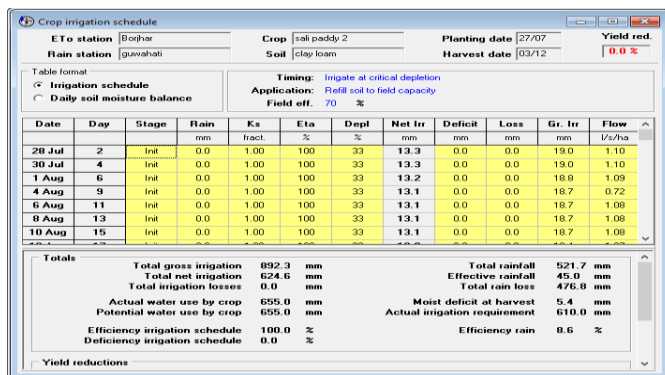 Crop irrigation schedule
ETo station Borjhar Crop sali paddy 2 Planting date 27/07 Yield red.
Rain station guwahati Soil clay loam Harvest date 03/12 0.0 %
Table format
Irrigation schedule
Daily soil moisture balance
Timing: Irrigate at critical depletion
Application: Refill soil to field capacity
Field eff. 70 %
Date Day Stage Rain Ks Eta Depl Net Irr Deficit Loss Gr. Irr Flow
mm fract. % % mm mm mm mm l/s/ha
28 Jul 2 Init 0.0 1.00 100 33 13.3 0.0 0.0 19.0 1.10
30 Jul 4 Init 0.0 1.00 100 33 13.3 0.0 0.0 19.0 1.10
1 Aug 6 Init 0.0 1.00 100 33 13.2 0.0 0.0 18.8 1.09
4 Aug 9 Init 0.0 1.00 100 33 13.1 0.0 0.0 18.7 0.72
6 Aug 11 Init 0.0 1.00 100 33 13.1 0.0 0.0 18.7 1.08
8 Aug 13 Init 0.0 1.00 100 33 13.1 0.0 0.0 18.7 1.08
10 Aug 15 Init 0.0 1.00 100 33 13.1 0.0 0.0 18.7 1.08
Totals
Total gross irrigation 892.3 mm Total rainfall 521.7 mm
Total net irrigation 624.6 mm Effective rainfall 45.0 mm
Total irrigation losses 0.0 mm Total rain loss 476.8 mm
Actual water use by crop 655.0 mm Moist deficit at harvest 5.4 mm
Potential water use by crop 655.0 mm Actual irrigation requirement 610.0 mm
Efficiency irrigation schedule 100.0 % Efficiency rain 8.6 %
Deficiency irrigation schedule 0.0 %
Yield reductions